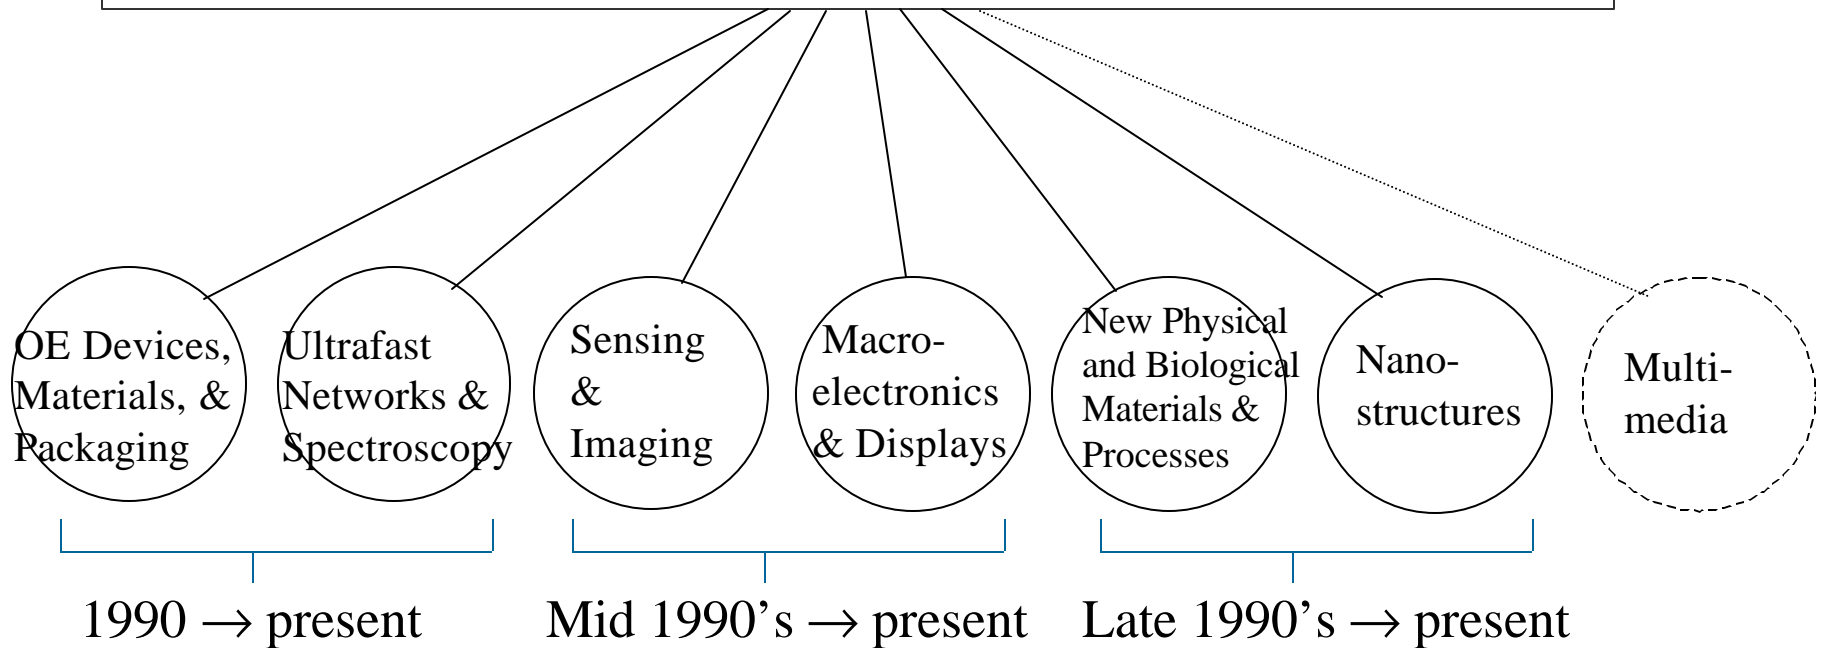 OE Devices,
Materials, &
Packaging
Ultrafast
Networks &
Spectroscopy
Sensing
&
Imaging
Macro-
electronics
& Displays
New Physical
and Biological
Materials &
Processes
Nano-
structures
Multi-
media
1990 → present
Mid 1990’s → present
Late 1990’s → present